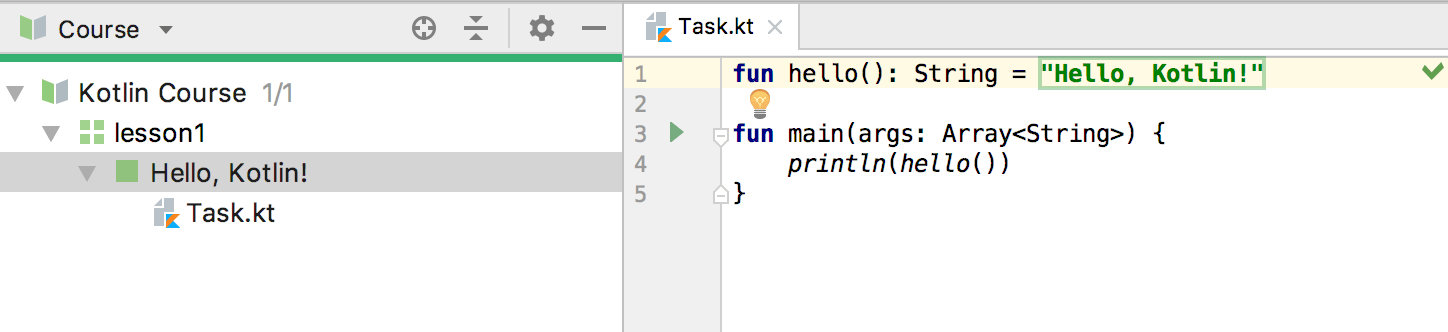 Course
Kotlin Course 1/1
lesson1
Hello, Kotlin!
Task.kt
Task.kt
1 fun hello(): String = "Hello, Kotlin!"
2
3 fun main(args: Array<String>) {
4     println(hello())
5 }